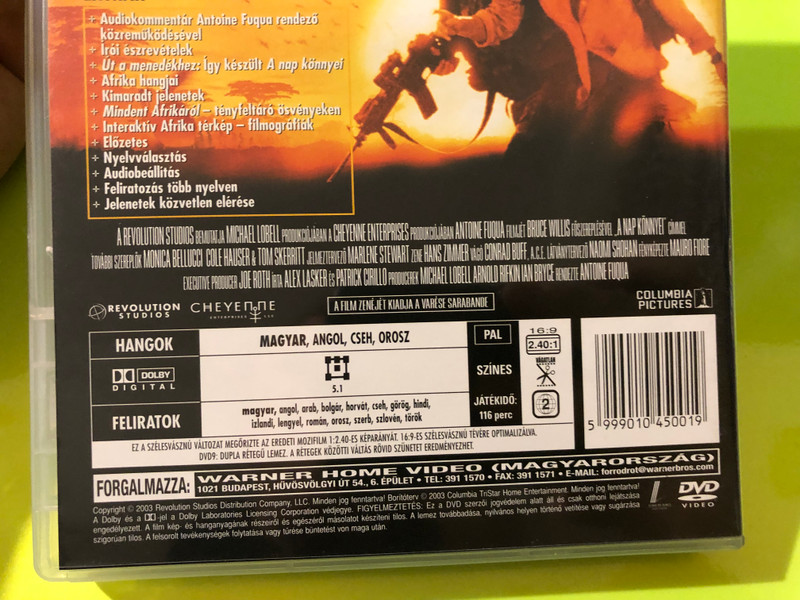 + Audiokommentár Antoine Fuqua rendező
közreműködésével
+ Írói észrevételek
+ Út a menedékhez: Így készült A nap könnyei
+ Afrika hangjai
+ Kimaradt jelenetek
+ Mindent Afrikáról – tényfeltáró ösvényeken
+ Interaktív Afrika térkép – filmográfiák
+ Előzetes
+ Nyelvválasztás
+ Audiobeállítás
+ Feliratozás több nyelven
+ Jelenetek közvetlen elérése
A REVOLUTION STUDIOS BEMUTATJA MICHAEL LOBELL PRODUKCIÓJÁBAN A CHEYENNE ENTERPRISES PRODUKCIÓJÁBAN ANTOINE FUQUA FILMJÉT BRUCE WILLIS FŐSZEREPLÉSÉVEL „A NAP KÖNNYEI” CÍMMEL
TOVÁBBI SZEREPLŐK MONICA BELLUCCI COLE HAUSER & TOM SKERRITT JELMEZTERVEZŐ MARLENE STEWART ZENE HANS ZIMMER VÁGÓ CONRAD BUFF, A.C.E. LÁTVÁNYTERVEZŐ NAOMI SHOHAN FÉNYKÉPEZTE MAURO FIORE
EXECUTIVE PRODUCER JOE ROTH ÍRTA ALEX LASKER ÉS PATRICK CIRILLO PRODUCEREK MICHAEL LOBELL ARNOLD RIFKIN IAN BRYCE RENDEZTE ANTOINE FUQUA
REVOLUTION STUDIOS
CHEYENNE ENTERPRISES
A FILM ZENÉJÉT KIADJA A VARÈSE SARABANDE
COLUMBIA PICTURES
HANGOK
MAGYAR, ANGOL, CSEH, OROSZ
DOLBY DIGITAL
5.1
FELIRATOK
magyar, angol, arab, bolgár, horvát, cseh, görög, hindi,
izlandi, lengyel, román, orosz, szerb, szlovén, török
PAL
SZÍNES
JÁTÉKIDŐ:
116 perc
16:9
2.40:1
VÁGATLAN
2
5 999010 450019
EZ A SZÉLESVÁSZNÚ VÁLTOZAT MEGŐRIZTE AZ EREDETI MOZIFILM 1:2.40-ES KÉPARÁNYÁT. 16:9-ES SZÉLESVÁSZNÚ TÉVÉRE OPTIMALIZÁLVA.
DVD9: DUPLA RÉTEGŰ LEMEZ. A RÉTEGEK KÖZÖTTI VÁLTÁS RÖVID SZÜNETET EREDMÉNYEZHET.
FORGALMAZZA:
WARNER HOME VIDEO (MAGYARORSZÁG)
1021 BUDAPEST, HŰVÖSVÖLGYI ÚT 54., 6. ÉPÜLET • TEL: 391 1570 • FAX: 391 1571 • E-MAIL: forrodrot@warnerbros.com
Copyright © 2003 Revolution Studios Distribution Company, LLC. Minden jog fenntartva! Borítóterv © 2003 Columbia TriStar Home Entertainment. Minden jog fenntartva!
A Dolby és a DD-jel a Dolby Laboratories Licensing Corporation védjegye. FIGYELMEZTETÉS: Ez a DVD szerzői jogvédelem alatt áll és csak otthoni lejátszása
engedélyezett. A film kép- és hanganyagának részeiről és egészéről másolatot készíteni tilos. A lemez továbbadása, nyilvános helyen történő vetítése vagy sugárzása
szigorúan tilos. A felsorolt tevékenységek folytatása vagy tűrése büntetést von maga után.
DVD VIDEO